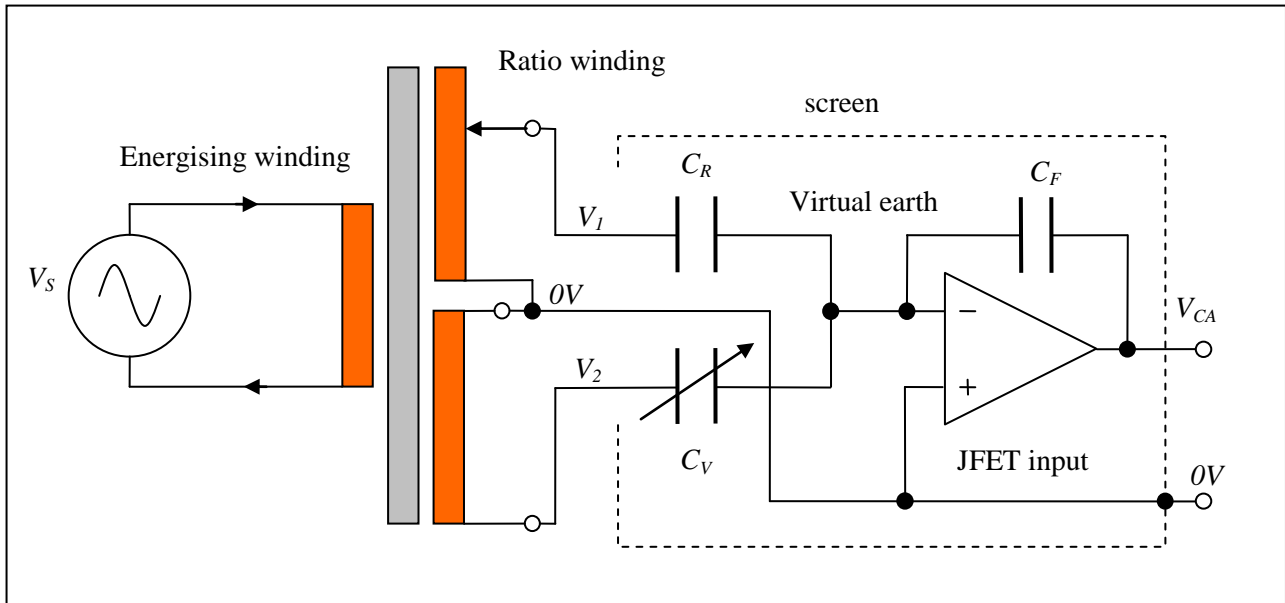 Ratio winding
screen
Energising winding
C_R
C_F
Virtual earth
V_1
V_S
0V
V_CA
−
V_2
+
JFET input
C_V
0V